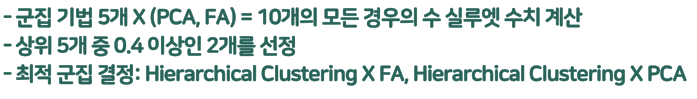 - 군집 기법 5개 X (PCA, FA) = 10개의 모든 경우의 수 실루엣 수치 계산
- 상위 5개 중 0.4 이상인 2개를 선정
- 최적 군집 결정: Hierarchical Clustering X FA, Hierarchical Clustering X PCA